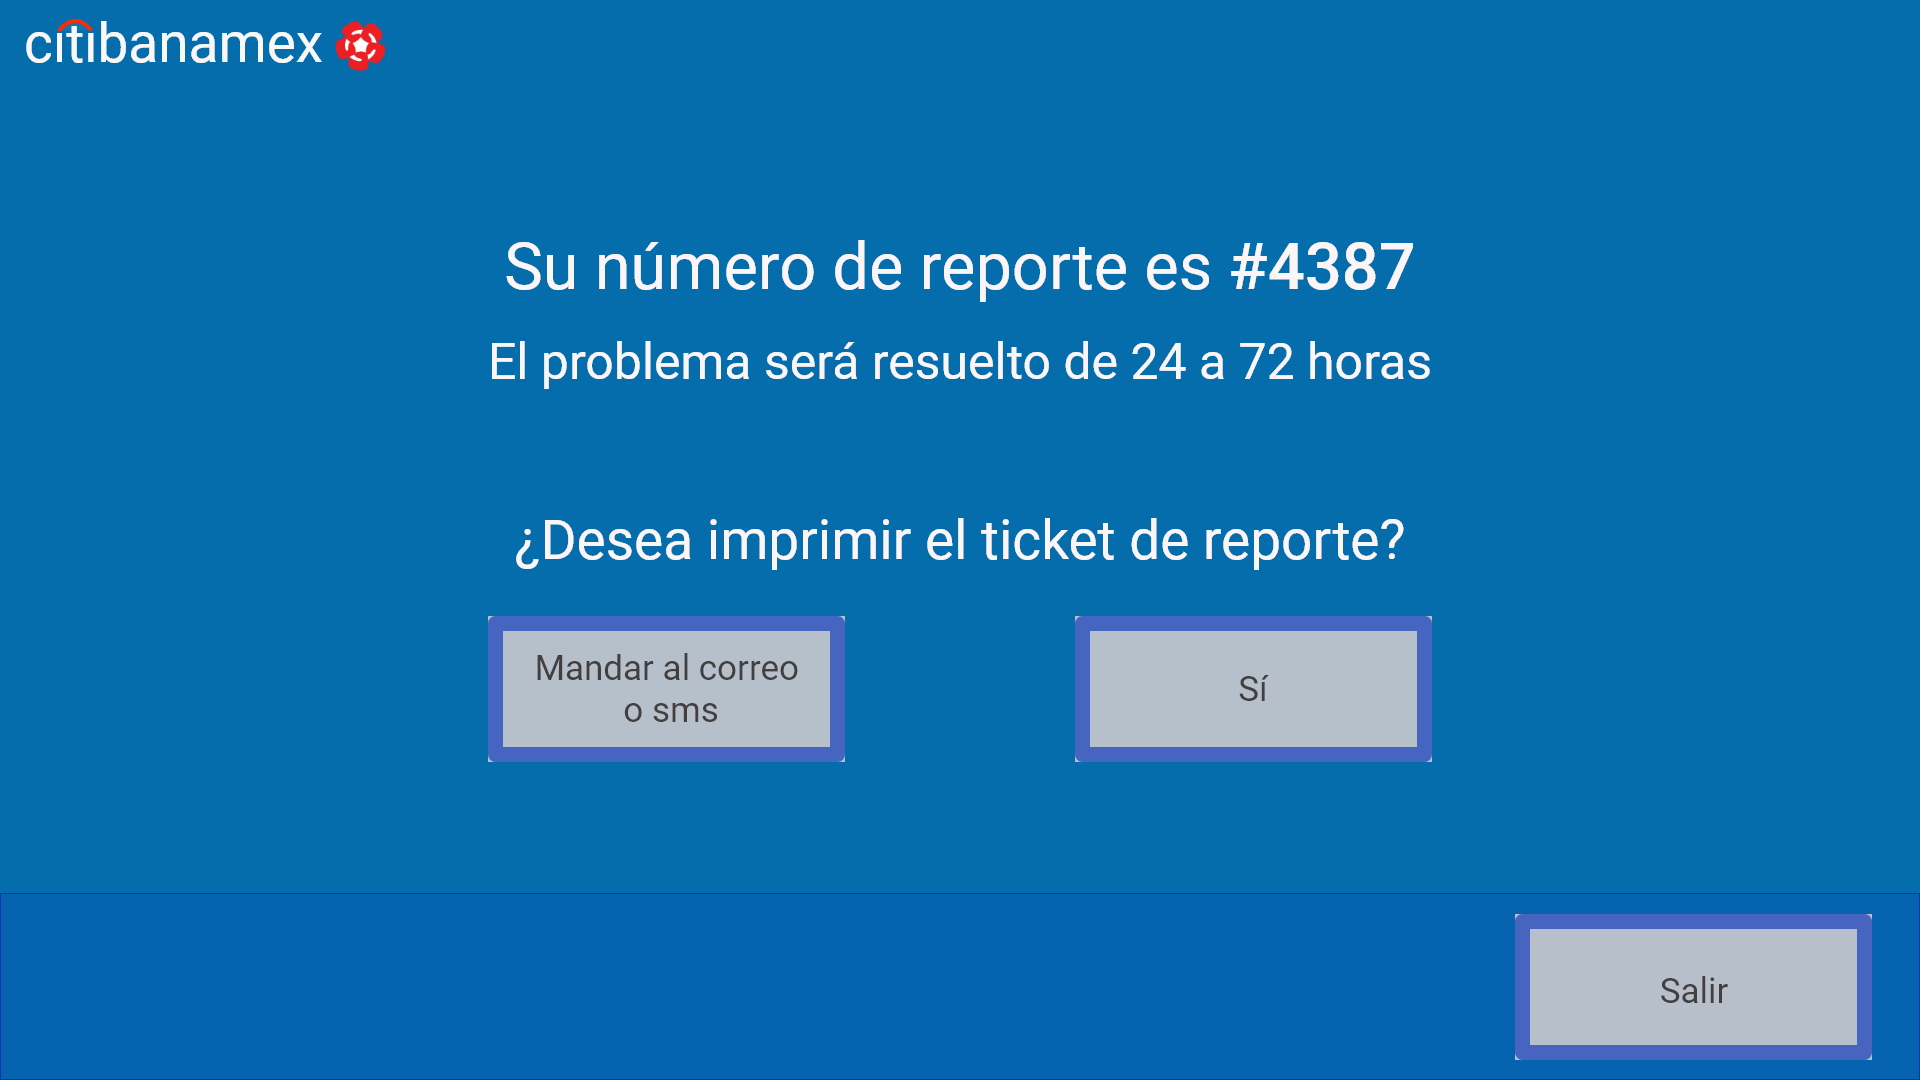 citibanamex
Su número de reporte es #4387
El problema será resuelto de 24 a 72 horas
¿Desea imprimir el ticket de reporte?
Mandar al correo
o sms
Sí
Salir